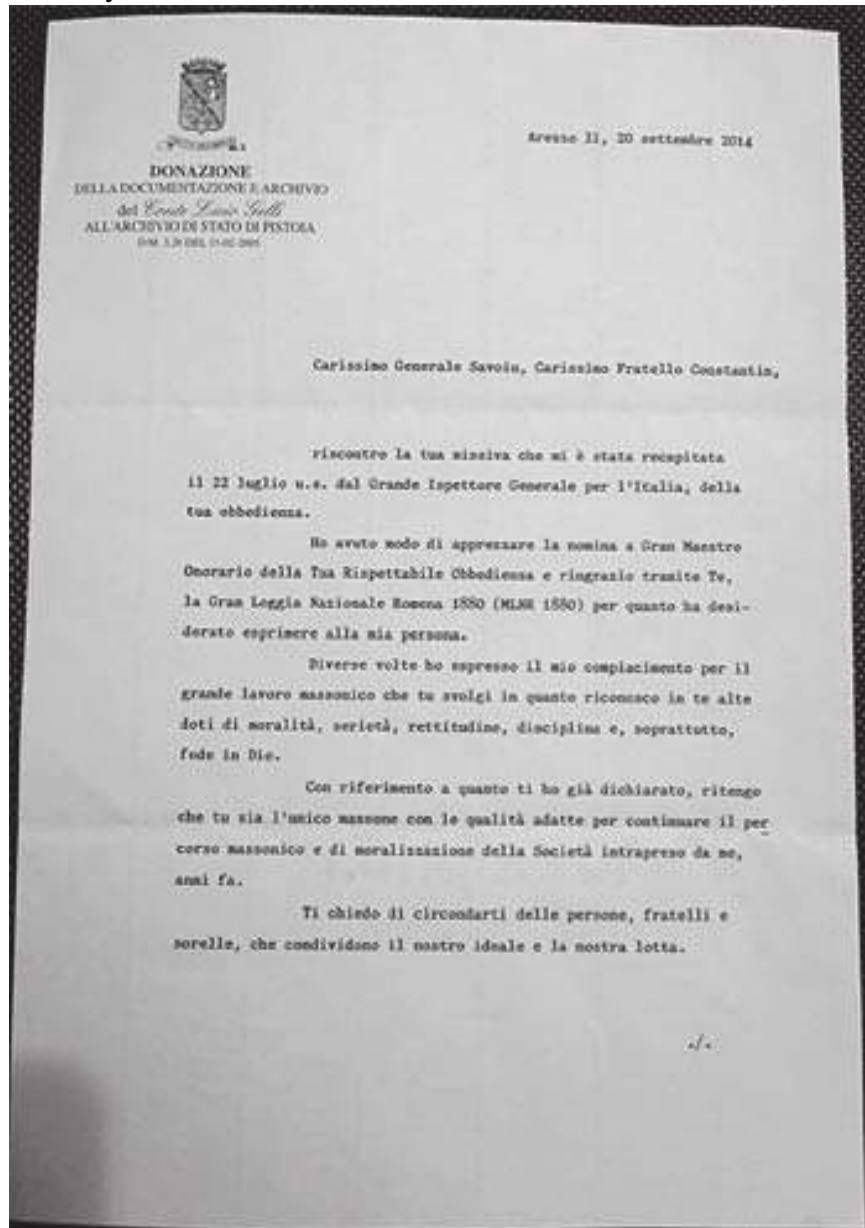 DONAZIONE
DELLA DOCUMENTAZIONE E ARCHIVIO
del Conte Licio Gelli
ALL'ARCHIVIO DI STATO DI PISTOIA
Arezzo li, 20 settembre 2014
Carissimo Generale Savoiu, Carissimo Fratello Constantin,
riscontro la tua missiva che mi è stata recapitata
il 22 luglio u.s. dal Grande Ispettore Generale per l'Italia, della
tua obbedienza.
Ho avuto modo di apprezzare la nomina a Gran Maestro
Onorario della Tua Rispettabile Obbedienza e ringrazio tramite Te,
la Gran Loggia Nazionale Romena 1880 (MLNR 1880) per quanto ha desi-
derato esprimere alla mia persona.
Diverse volte ho espresso il mio complacimento per il
grande lavoro massonico che tu svolgi in quanto riconosco in te alte
doti di moralità, serietà, rettitudine, disciplina e, soprattutto,
fede in Dio.
Con riferimento a quanto ti ho già dichiarato, ritengo
che tu sia l'unico massone con le qualità adatte per continuare il per
corso massonico e di moralizzazione della Società intrapreso da me,
anni fa.
Ti chiedo di circondarti delle persone, fratelli e
sorelle, che condividono il nostro ideale e la nostra lotta.
./.